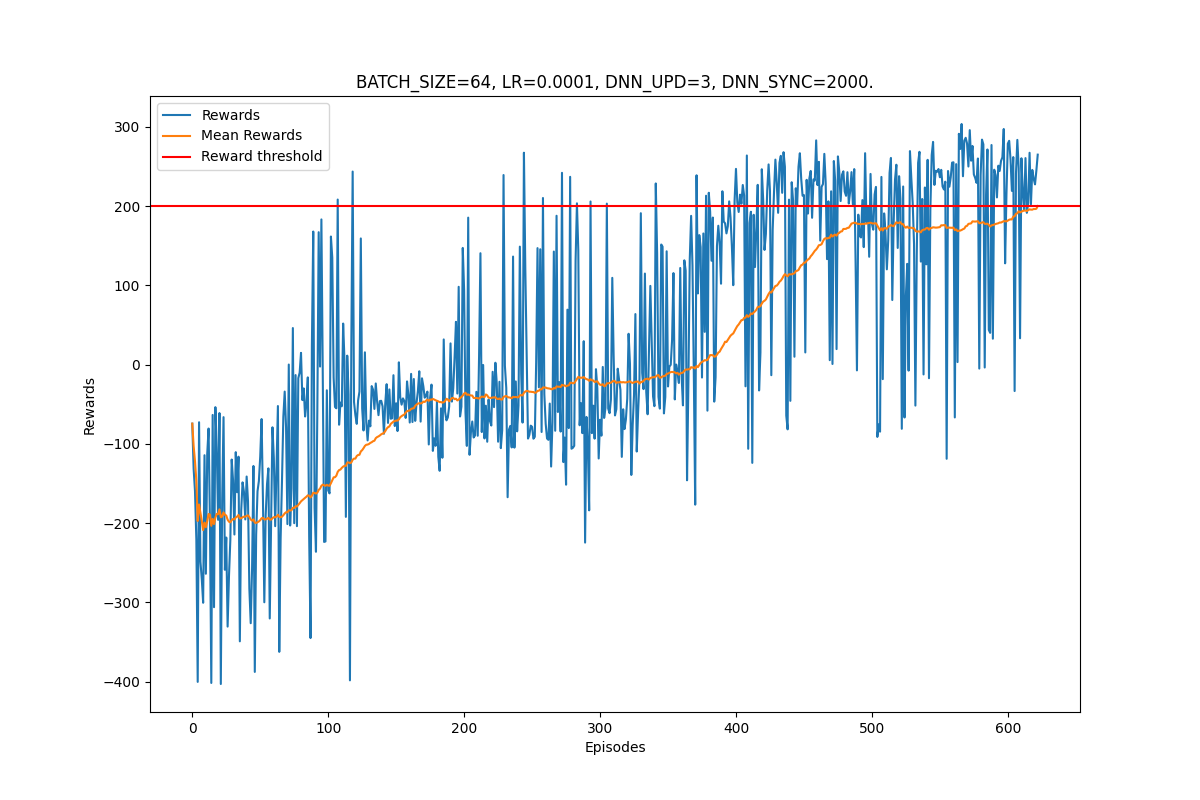 BATCH_SIZE=64, LR=0.0001, DNN_UPD=3, DNN_SYNC=2000.
Rewards
Mean Rewards
Reward threshold
300
200
100
0
−100
−200
−300
−400
Rewards
0 100 200 300 400 500 600
Episodes